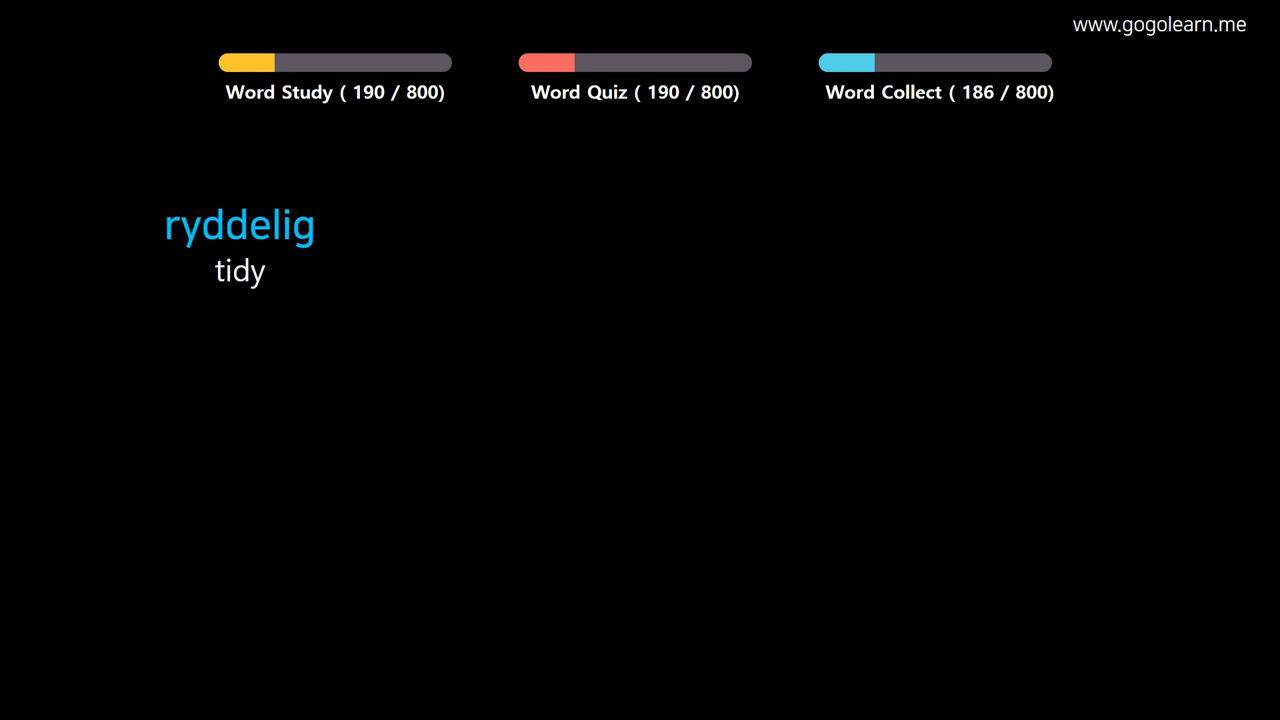 www.gogolearn.me
Word Study ( 190 / 800)
Word Quiz ( 190 / 800)
Word Collect ( 186 / 800)
ryddelig
tidy